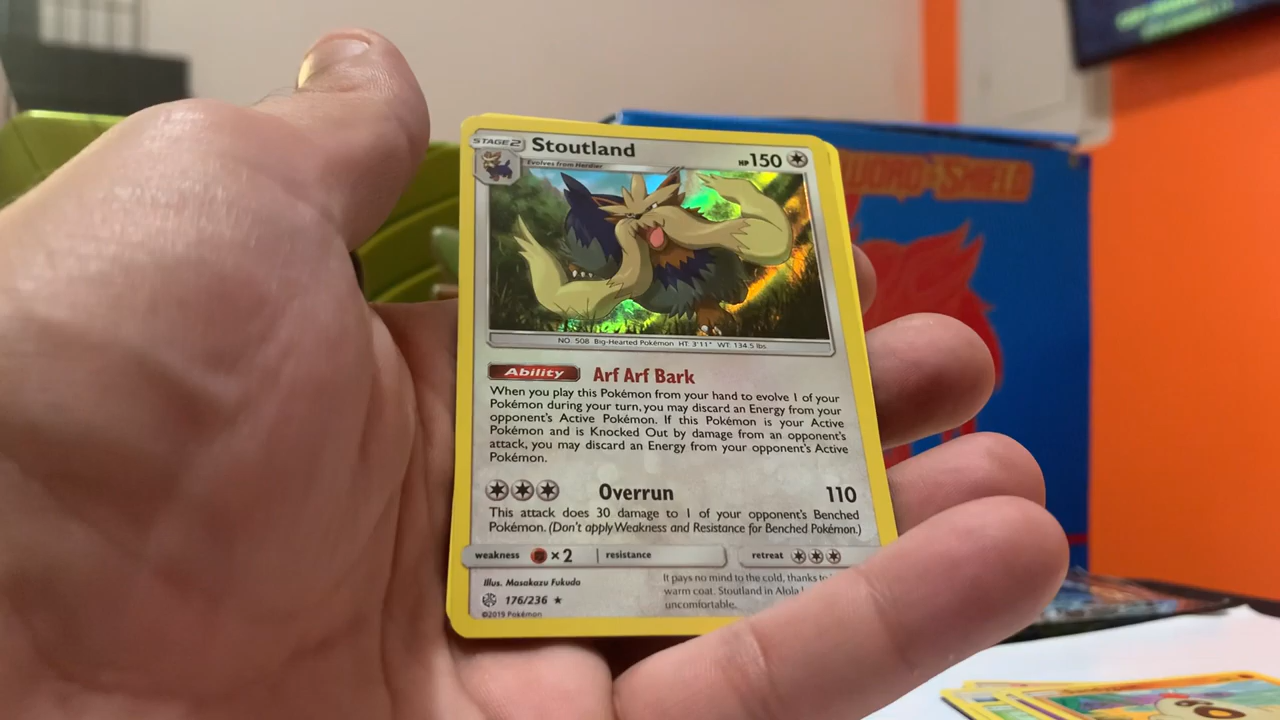 STAGE 2
Stoutland
HP 150
Evolves from Herdier
NO. 508 Big-Hearted Pokémon HT: 3'11" WT: 134.5 lbs
Ability Arf Arf Bark
When you play this Pokémon from your hand to evolve 1 of your
Pokémon during your turn, you may discard an Energy from your
opponent's Active Pokémon. If this Pokémon is your Active
Pokémon and is Knocked Out by damage from an opponent's
attack, you may discard an Energy from your opponent's Active
Pokémon.
Overrun 110
This attack does 30 damage to 1 of your opponent's Benched
Pokémon. (Don't apply Weakness and Resistance for Benched Pokémon.)
weakness ×2 resistance retreat
Illus. Masakazu Fukuda
It pays no mind to the cold, thanks to
warm coat. Stoutland in Alola
uncomfortable.
176/236
©2019 Pokémon
SHIELD